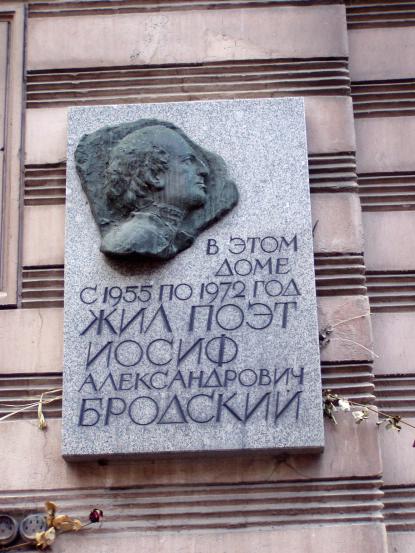 В ЭТОМ
ДОМЕ
С 1955 ПО 1972 ГОД
ЖИЛ ПОЭТ
ИОСИФ
АЛЕКСАНДРОВИЧ
БРОДСКИЙ